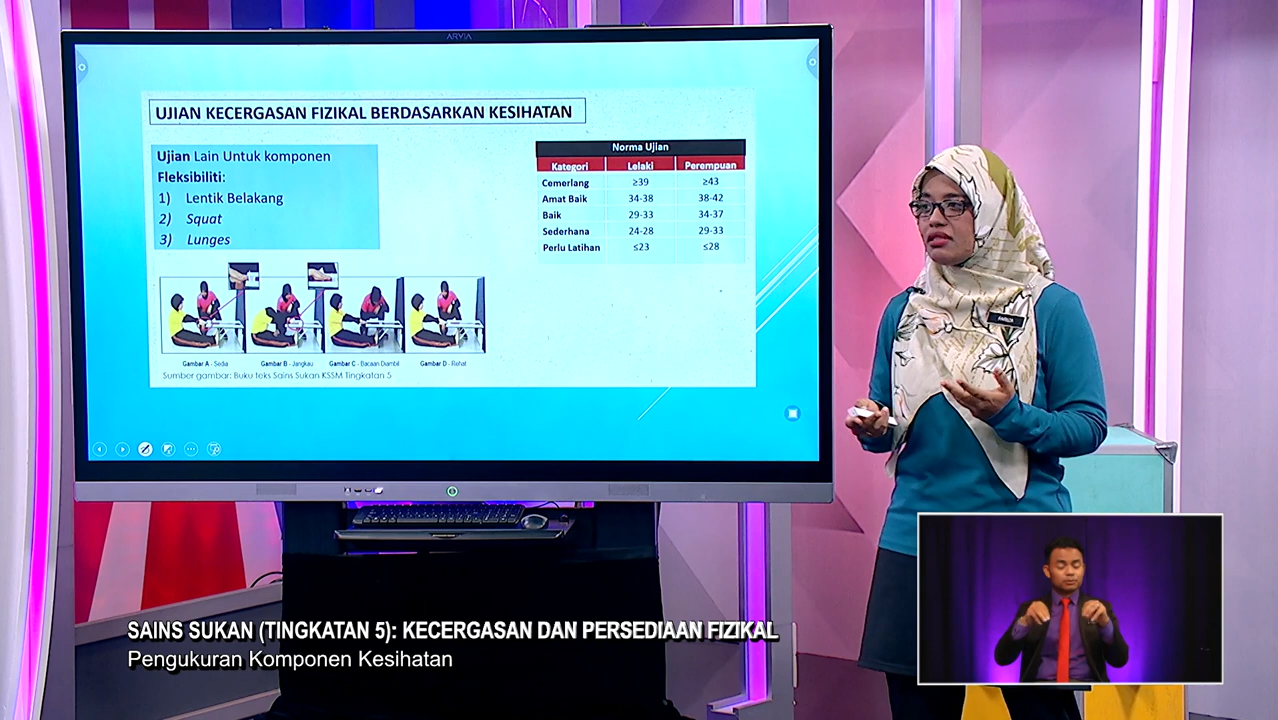 ARVIA
UJIAN KECERGASAN FIZIKAL BERDASARKAN KESIHATAN
Ujian Lain Untuk komponen
Fleksibiliti:
1) Lentik Belakang
2) Squat
3) Lunges
Norma Ujian
Kategori Lelaki Perempuan
Cemerlang ≥39 ≥43
Amat Baik 34-38 38-42
Baik 29-33 34-37
Sederhana 24-28 29-33
Perlu Latihan ≤23 ≤28
Gambar A - Sedia Gambar B - Jangkau Gambar C - Bacaan Diambil Gambar D - Rehat
Sumber gambar: Buku teks Sains Sukan KSSM Tingkatan 5
SAINS SUKAN (TINGKATAN 5): KECERGASAN DAN PERSEDIAAN FIZIKAL
Pengukuran Komponen Kesihatan